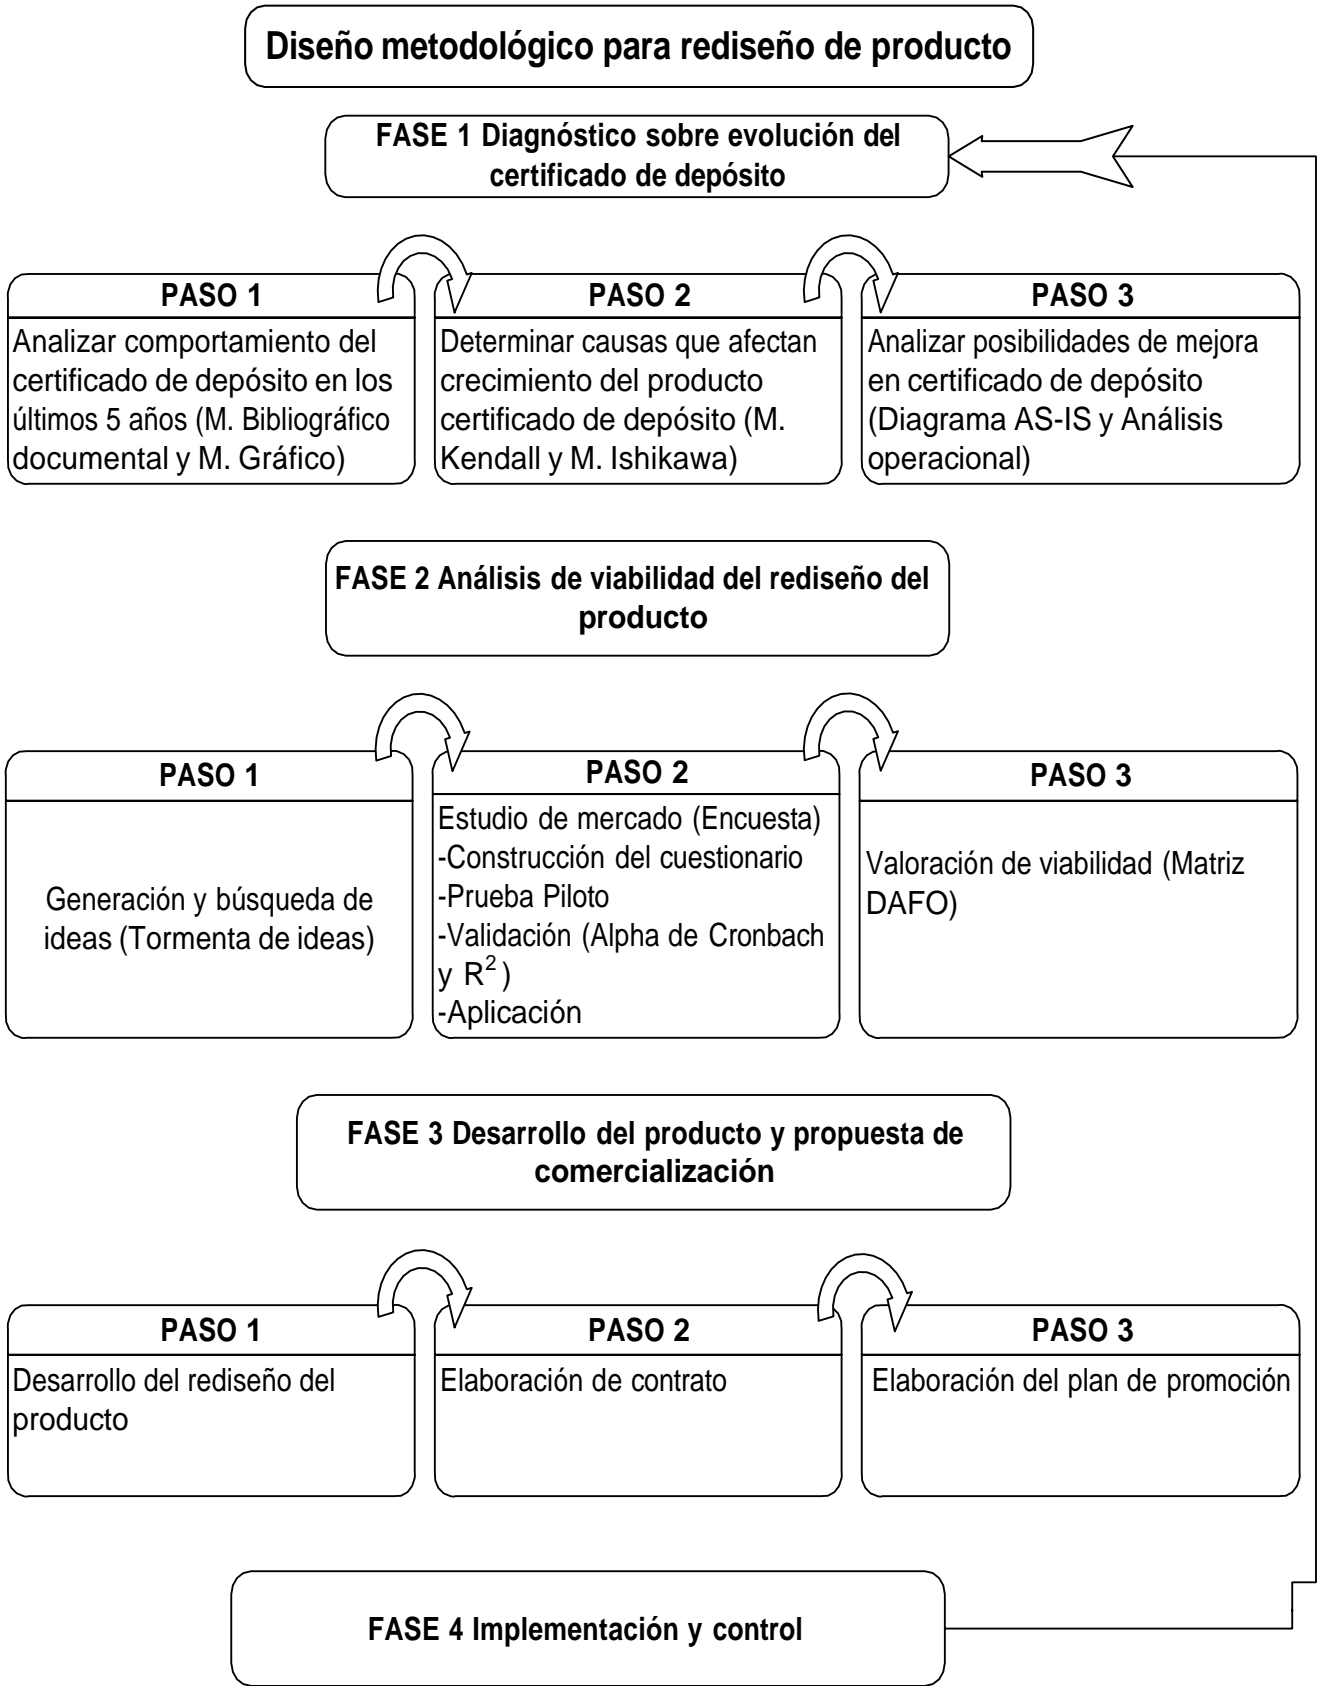 Diseño metodológico para rediseño de producto
FASE 1 Diagnóstico sobre evolución del
certificado de depósito
PASO 1
Analizar comportamiento del
certificado de depósito en los
últimos 5 años (M. Bibliográfico
documental y M. Gráfico)
PASO 2
Determinar causas que afectan
crecimiento del producto
certificado de depósito (M.
Kendall y M. Ishikawa)
PASO 3
Analizar posibilidades de mejora
en certificado de depósito
(Diagrama AS-IS y Análisis
operacional)
FASE 2 Análisis de viabilidad del rediseño del
producto
PASO 1
Generación y búsqueda de
ideas (Tormenta de ideas)
PASO 2
Estudio de mercado (Encuesta)
-Construcción del cuestionario
-Prueba Piloto
-Validación (Alpha de Cronbach
y R²)
-Aplicación
PASO 3
Valoración de viabilidad (Matriz
DAFO)
FASE 3 Desarrollo del producto y propuesta de
comercialización
PASO 1
Desarrollo del rediseño del
producto
PASO 2
Elaboración de contrato
PASO 3
Elaboración del plan de promoción
FASE 4 Implementación y control